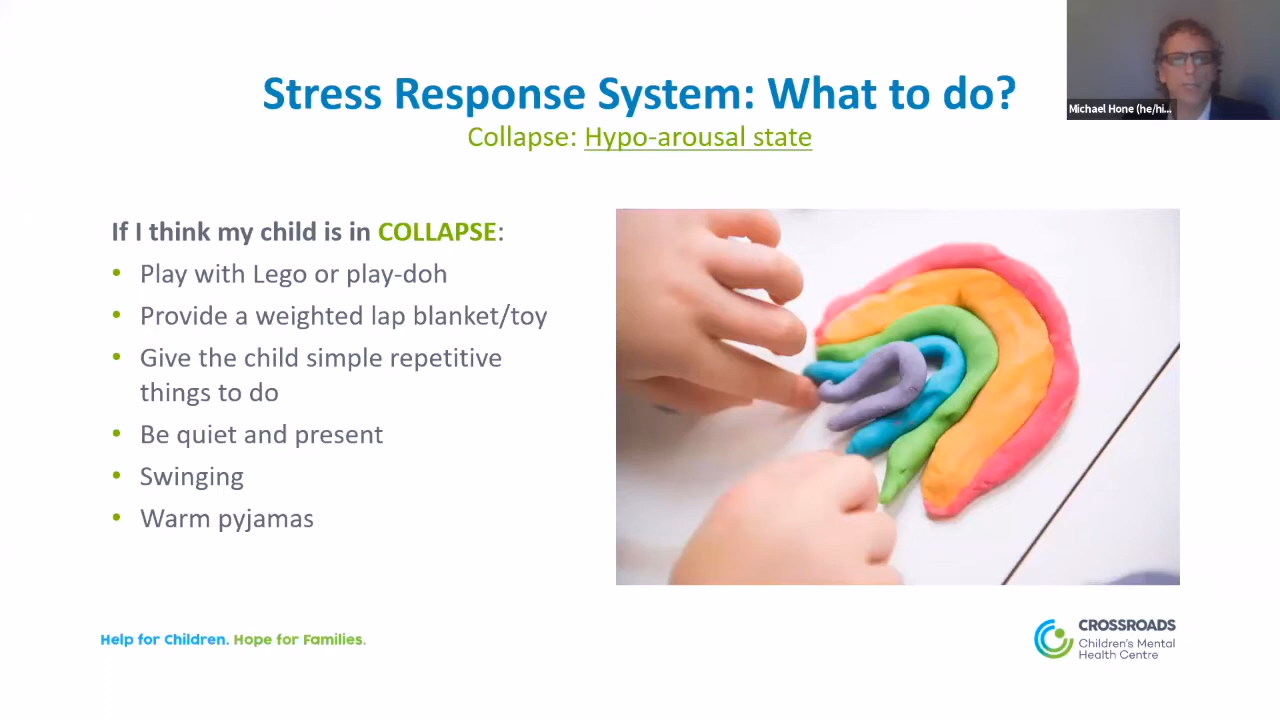 Stress Response System: What to do?
Collapse: Hypo-arousal state
Michael Hone (he/hi...
If I think my child is in COLLAPSE:
• Play with Lego or play-doh
• Provide a weighted lap blanket/toy
• Give the child simple repetitive
things to do
• Be quiet and present
• Swinging
• Warm pyjamas
Help for Children. Hope for Families.
CROSSROADS
Children's Mental
Health Centre